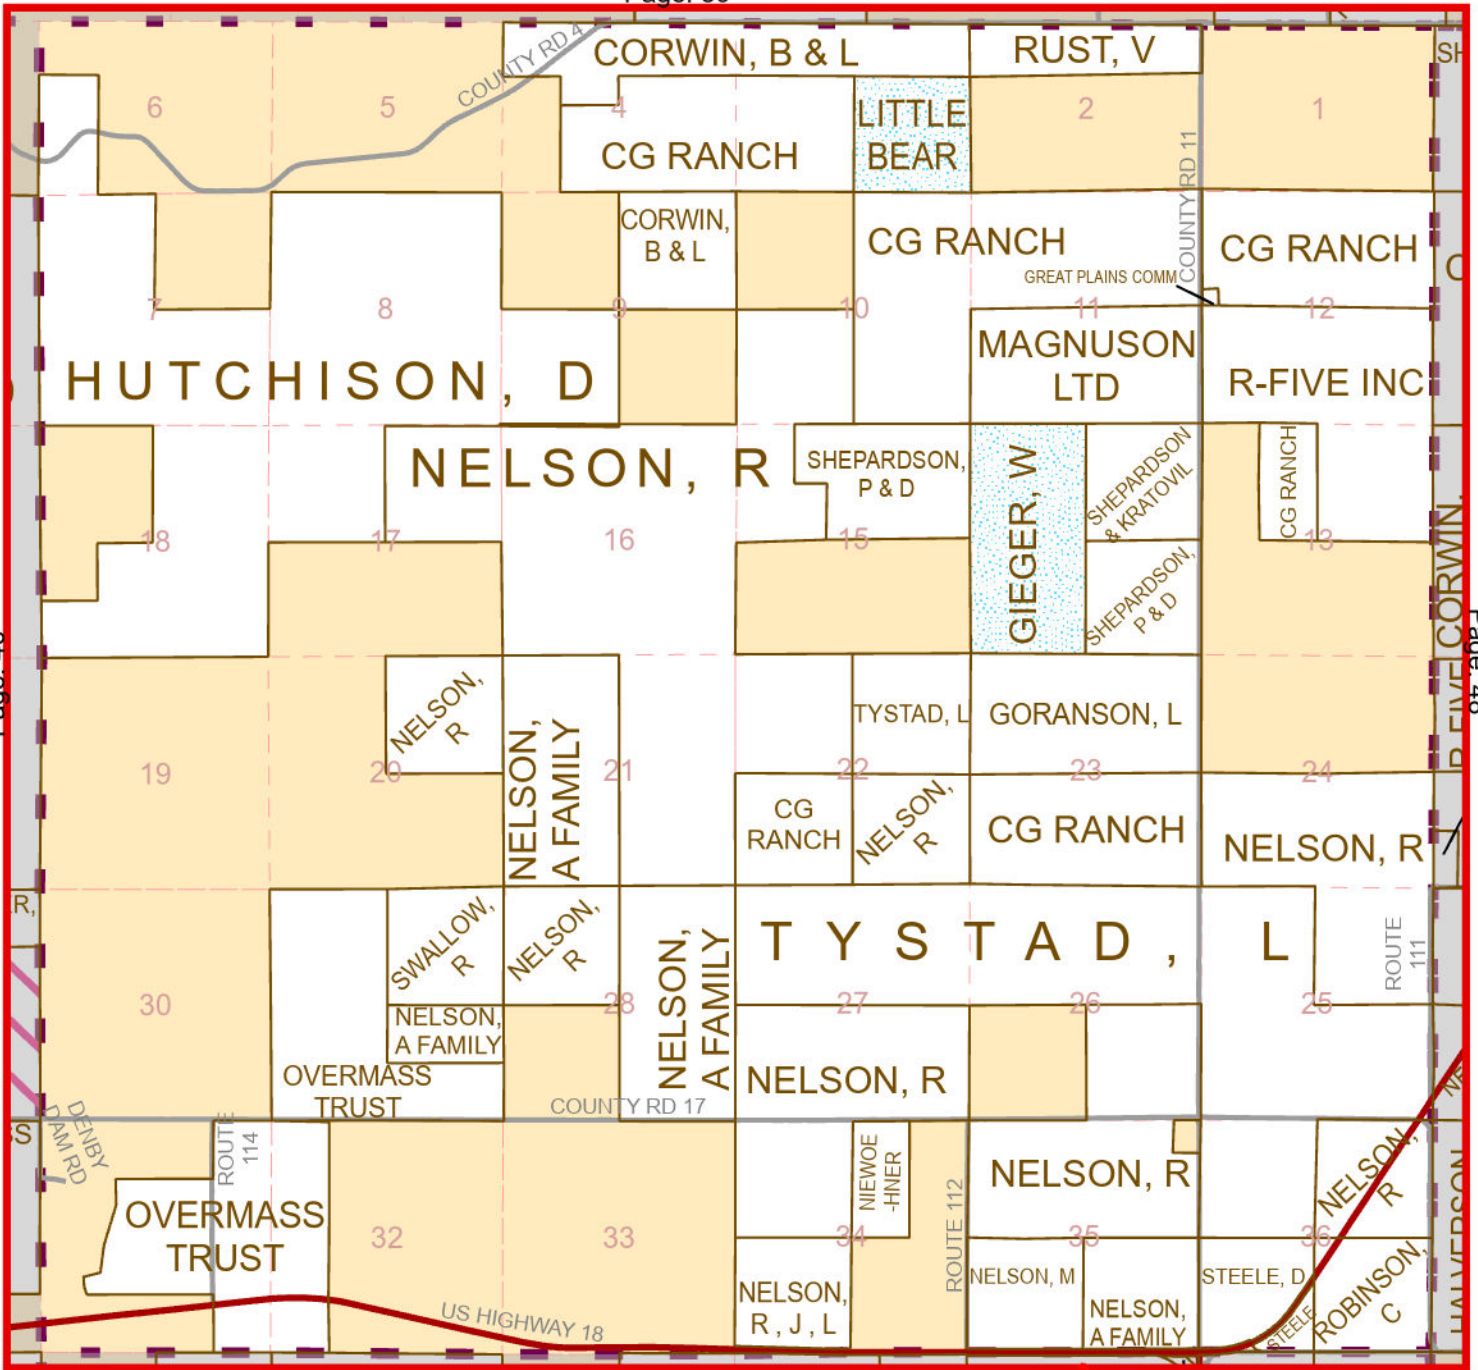 CORWIN, B & L
RUST, V
SH
COUNTY RD 4
6
5
4
LITTLE
BEAR
2
1
CG RANCH
COUNTY RD 11
CORWIN,
B & L
CG RANCH
CG RANCH
GREAT PLAINS COMM
7
8
9
10
11
12
HUTCHISON, D
MAGNUSON
LTD
R-FIVE INC
NELSON, R
SHEPARDSON,
P & D
GIEGER, W
SHEPARDSON
& KRATOVIL
CG RANCH
18
17
16
15
13
SHEPARDSON,
P & D
CORWIN,
R FIVE
NELSON,
R
NELSON,
A FAMILY
TYSTAD, L
GORANSON, L
19
20
21
22
23
24
CG
RANCH
NELSON,
R
CG RANCH
NELSON, R
R,
SWALLOW,
R
NELSON,
R
NELSON,
A FAMILY
TYSTAD, L
ROUTE
111
30
28
27
26
25
NELSON,
A FAMILY
OVERMASS
TRUST
NELSON, R
COUNTY RD 17
DENBY
DAM RD
ROUTE
114
NIEWOE
-HNER
NELSON, R
NELSON,
R
OVERMASS
TRUST
ROUTE 112
32
33
34
35
36
HALVERSON
NELSON,
R, J, L
NELSON, M
STEELE, D
ROBINSON,
C
US HIGHWAY 18
NELSON,
A FAMILY
STEELE